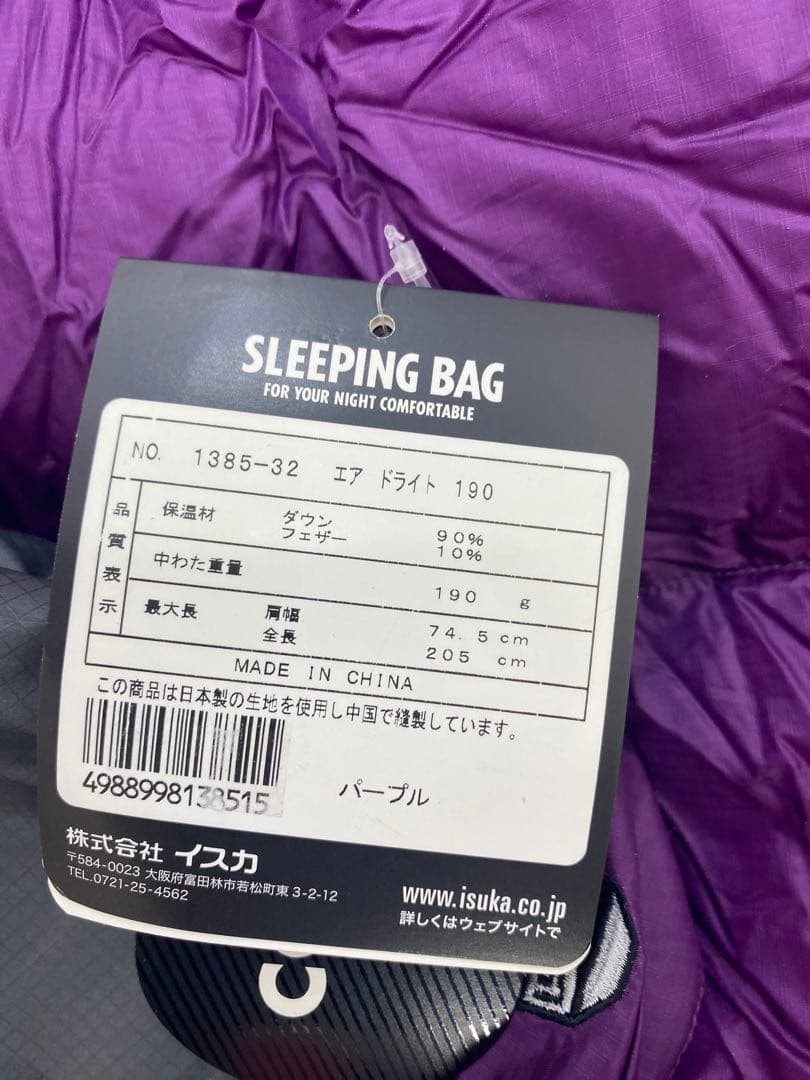 SLEEPING BAG
FOR YOUR NIGHT COMFORTABLE
NO. 1385-32 エア ドライト 190
品質表示
保温材 ダウン 90%
フェザー 10%
中わた重量 190 g
最大長 肩幅 74.5 cm
全長 205 cm
MADE IN CHINA
この商品は日本製の生地を使用し中国で縫製しています。
4988998138515
パープル
株式会社 イスカ
〒584-0023 大阪府富田林市若松町東3-2-12
TEL.0721-25-4562
www.isuka.co.jp
詳しくはウェブサイトで